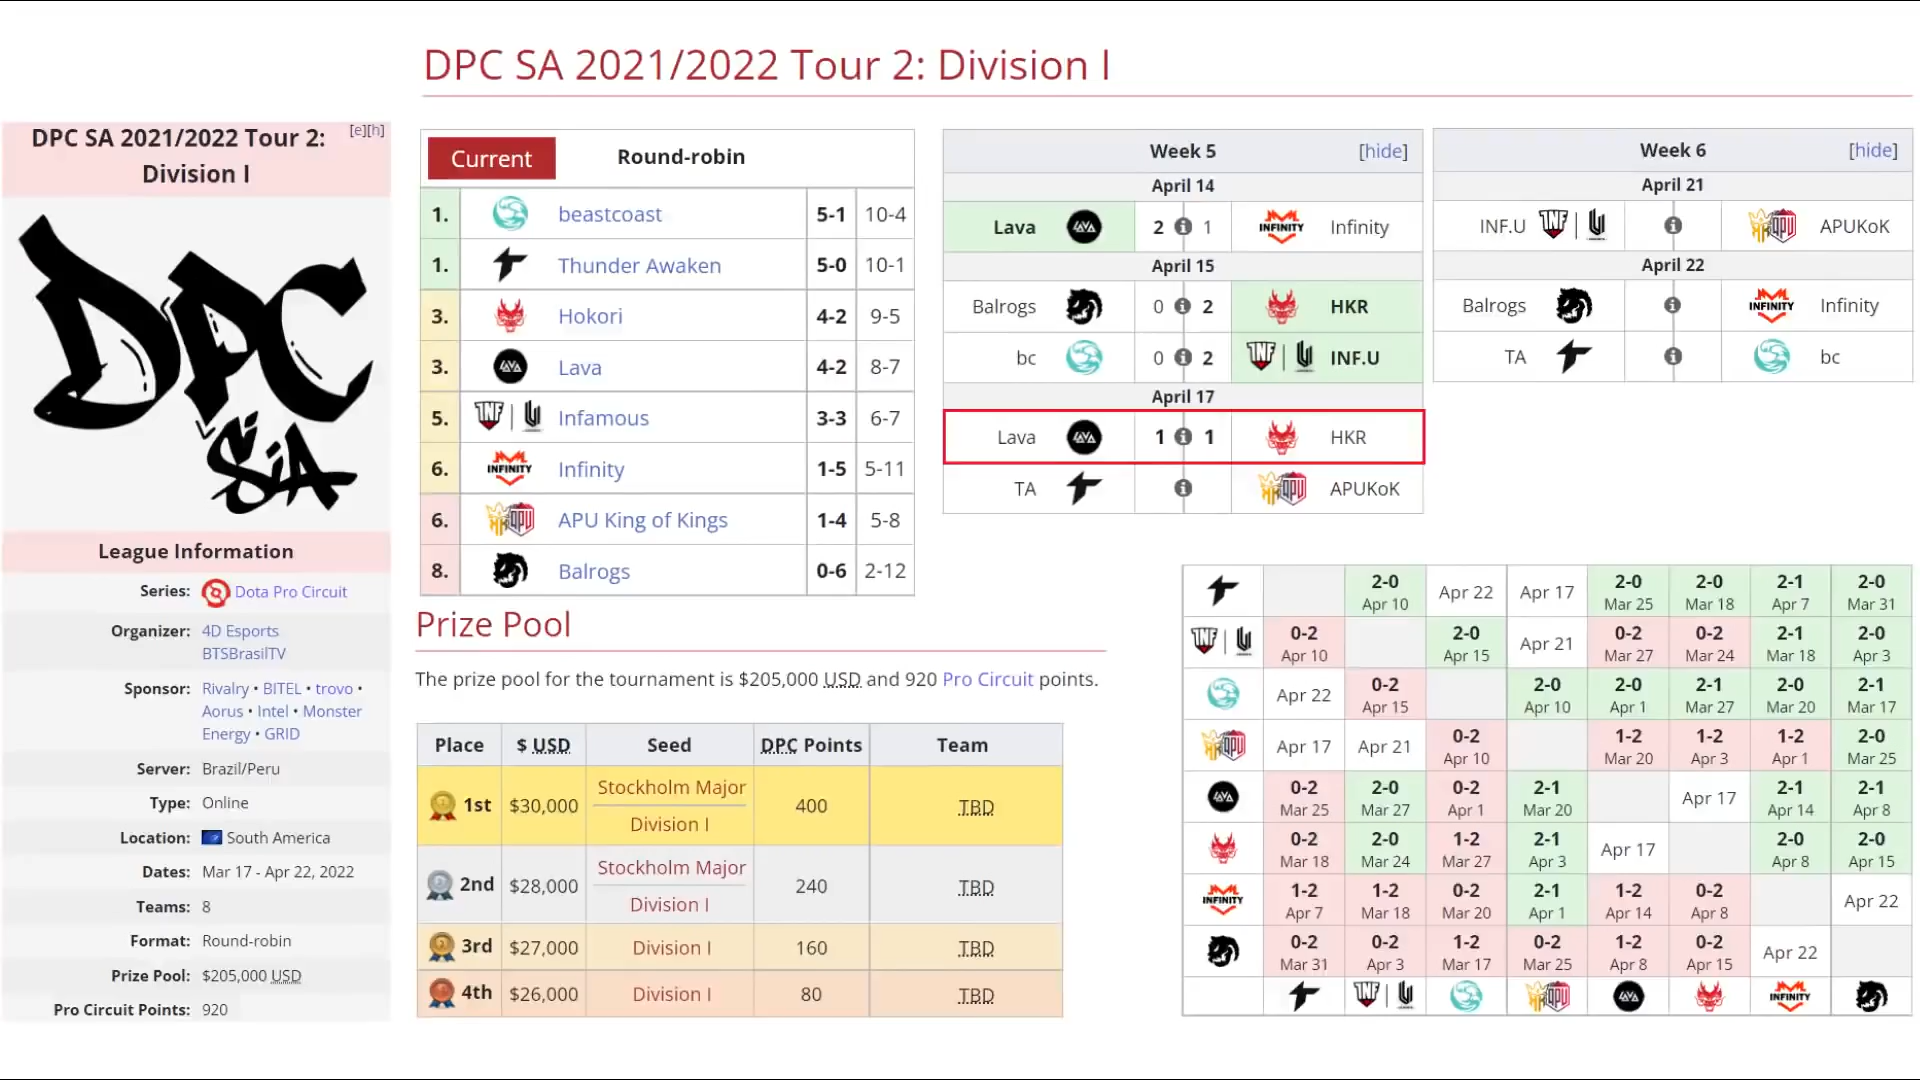 DPC SA 2021/2022 Tour 2: Division I
DPC SA 2021/2022 Tour 2:
Division I
[e][h]
DPC
SA
League Information
Series: Dota Pro Circuit
Organizer: 4D Esports
BTSBrasilTV
Sponsor: Rivalry • BITEL • trovo •
Aorus • Intel • Monster
Energy • GRID
Server: Brazil/Peru
Type: Online
Location: South America
Dates: Mar 17 - Apr 22, 2022
Teams: 8
Format: Round-robin
Prize Pool: $205,000 USD
Pro Circuit Points: 920
Current Round-robin
1. beastcoast 5-1 10-4
1. Thunder Awaken 5-0 10-1
3. Hokori 4-2 9-5
3. Lava 4-2 8-7
5. Infamous 3-3 6-7
6. INFINITY Infinity 1-5 5-11
6. APU King of Kings 1-4 5-8
8. Balrogs 0-6 2-12
Prize Pool
The prize pool for the tournament is $205,000 USD and 920 Pro Circuit points.
Place $ USD Seed DPC Points Team
1st $30,000 Stockholm Major 400 TBD
Division I
2nd $28,000 Stockholm Major 240 TBD
Division I
3rd $27,000 Division I 160 TBD
4th $26,000 Division I 80 TBD
Week 5 [hide]
April 14
Lava 2 1 INFINITY Infinity
April 15
Balrogs 0 2 HKR
bc 0 2 INF.U
April 17
Lava 1 1 HKR
TA APUKoK
Week 6 [hide]
April 21
INF.U APUKoK
April 22
Balrogs INFINITY Infinity
TA bc
2-0 Apr 22 Apr 17 2-0 2-0 2-1 2-0
Apr 10 Mar 25 Mar 18 Apr 7 Mar 31
0-2 2-0 Apr 21 0-2 0-2 2-1 2-0
Apr 10 Apr 15 Mar 27 Mar 24 Mar 18 Apr 3
Apr 22 0-2 2-0 2-0 2-1 2-0 2-1
Apr 15 Apr 10 Apr 1 Mar 27 Mar 20 Mar 17
Apr 17 Apr 21 0-2 1-2 1-2 1-2 2-0
Apr 10 Mar 20 Apr 3 Apr 1 Mar 25
0-2 2-0 0-2 2-1 Apr 17 2-1 2-1
Mar 25 Mar 27 Apr 1 Mar 20 Apr 14 Apr 8
0-2 2-0 1-2 2-1 Apr 17 2-0 2-0
Mar 18 Mar 24 Mar 27 Apr 3 Apr 8 Apr 15
INFINITY 1-2 1-2 0-2 2-1 1-2 0-2 Apr 22
Apr 7 Mar 18 Mar 20 Apr 1 Apr 14 Apr 8
0-2 0-2 1-2 0-2 1-2 0-2 Apr 22
Mar 31 Apr 3 Mar 17 Mar 25 Apr 8 Apr 15
INFINITY